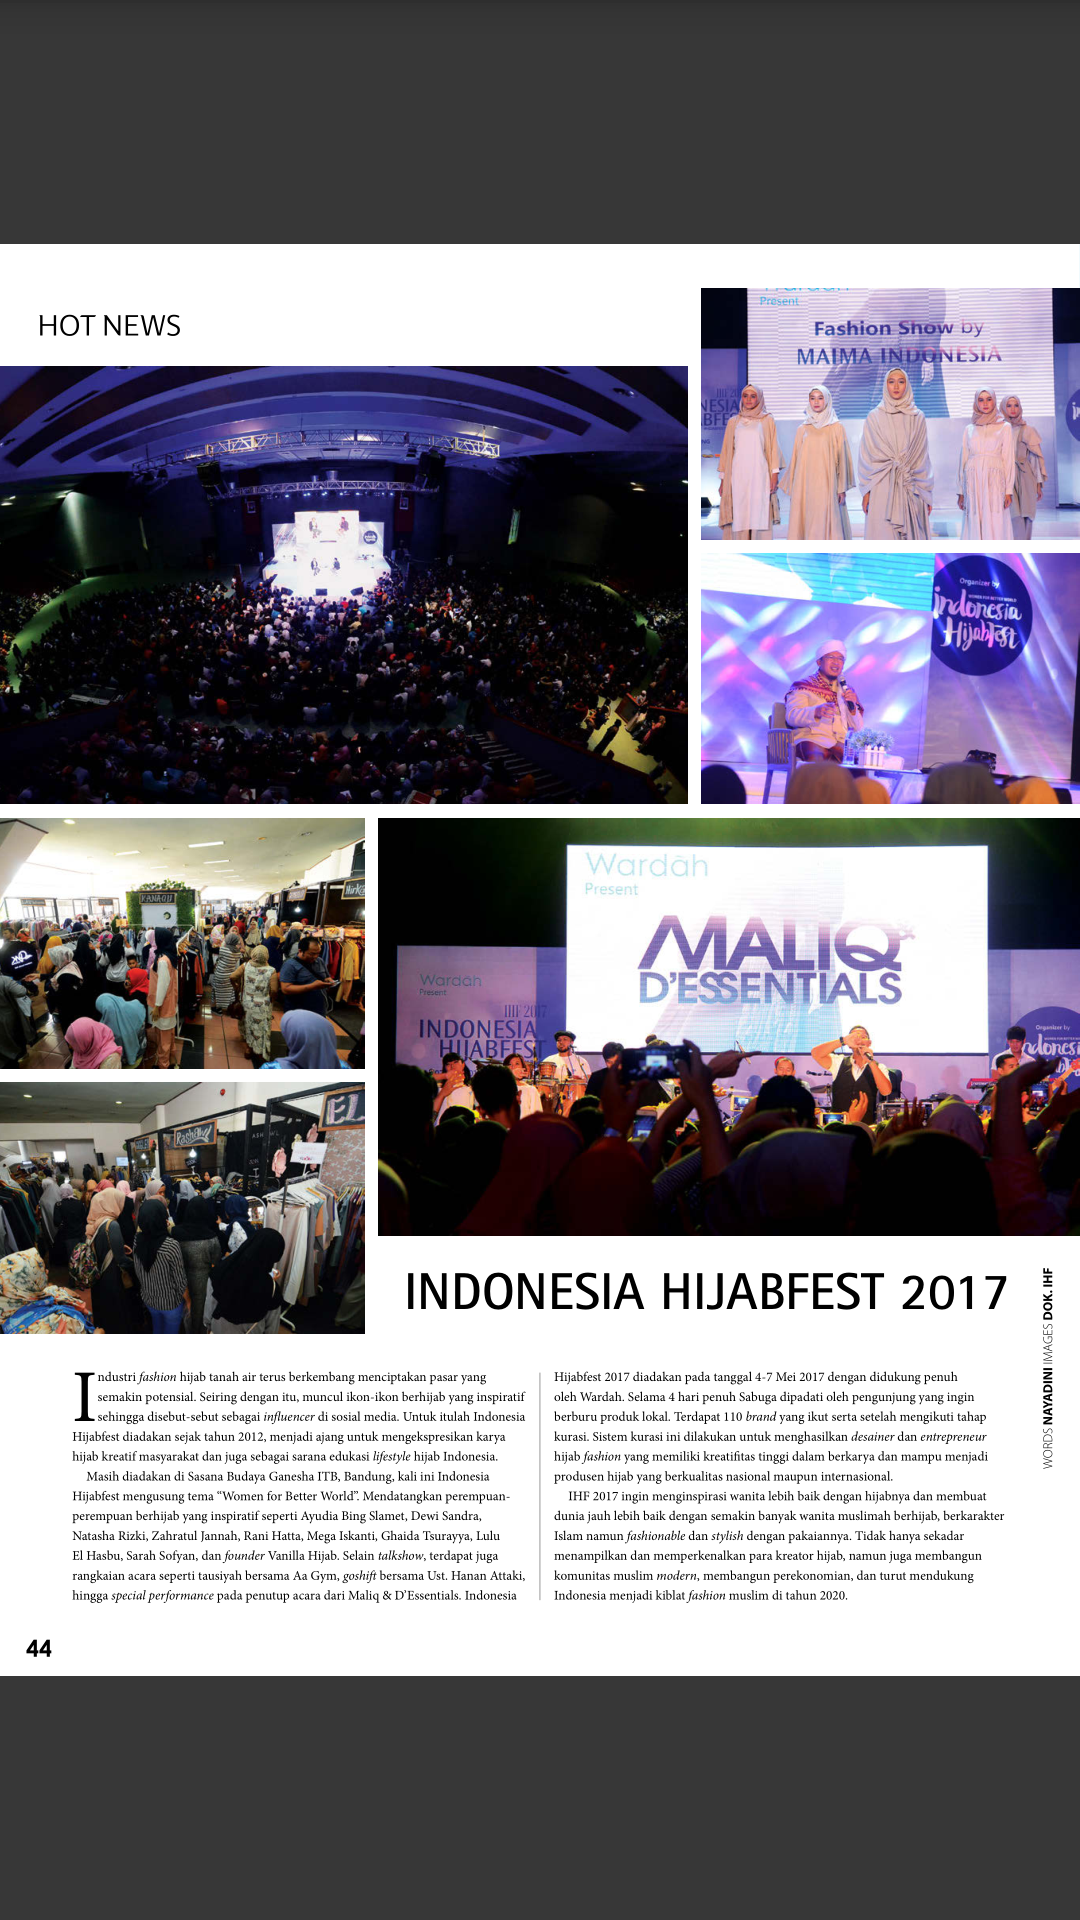 HOT NEWS
Present
Fashion Show by
MAIMA INDONESIA
Organizer by
WOMEN FOR BETTER WORLD
indonesia
Hijabfest
KANAGU
Rashawl
EL
Wardah
Present
MALIQ &
D'ESSENTIALS
Wardah
Present
IHF 2017
INDONESIA
HIJABFEST
Organizer by
INDONESIA HIJABFEST 2017
WORDS NAYADINI IMAGES DOK. IHF
Industri fashion hijab tanah air terus berkembang menciptakan pasar yang
semakin potensial. Seiring dengan itu, muncul ikon-ikon berhijab yang inspiratif
sehingga disebut-sebut sebagai influencer di sosial media. Untuk itulah Indonesia
Hijabfest diadakan sejak tahun 2012, menjadi ajang untuk mengekspresikan karya
hijab kreatif masyarakat dan juga sebagai sarana edukasi lifestyle hijab Indonesia.
Masih diadakan di Sasana Budaya Ganesha ITB, Bandung, kali ini Indonesia
Hijabfest mengusung tema “Women for Better World”. Mendatangkan perempuan-
perempuan berhijab yang inspiratif seperti Ayudia Bing Slamet, Dewi Sandra,
Natasha Rizki, Zahratul Jannah, Rani Hatta, Mega Iskanti, Ghaida Tsurayya, Lulu
El Hasbu, Sarah Sofyan, dan founder Vanilla Hijab. Selain talkshow, terdapat juga
rangkaian acara seperti tausiyah bersama Aa Gym, goshift bersama Ust. Hanan Attaki,
hingga special performance pada penutup acara dari Maliq & D’Essentials. Indonesia
Hijabfest 2017 diadakan pada tanggal 4-7 Mei 2017 dengan didukung penuh
oleh Wardah. Selama 4 hari penuh Sabuga dipadati oleh pengunjung yang ingin
berburu produk lokal. Terdapat 110 brand yang ikut serta setelah mengikuti tahap
kurasi. Sistem kurasi ini dilakukan untuk menghasilkan desainer dan entrepreneur
hijab fashion yang memiliki kreatifitas tinggi dalam berkarya dan mampu menjadi
produsen hijab yang berkualitas nasional maupun internasional.
IHF 2017 ingin menginspirasi wanita lebih baik dengan hijabnya dan membuat
dunia jauh lebih baik dengan semakin banyak wanita muslimah berhijab, berkarakter
Islam namun fashionable dan stylish dengan pakaiannya. Tidak hanya sekadar
menampilkan dan memperkenalkan para kreator hijab, namun juga membangun
komunitas muslim modern, membangun perekonomian, dan turut mendukung
Indonesia menjadi kiblat fashion muslim di tahun 2020.
44